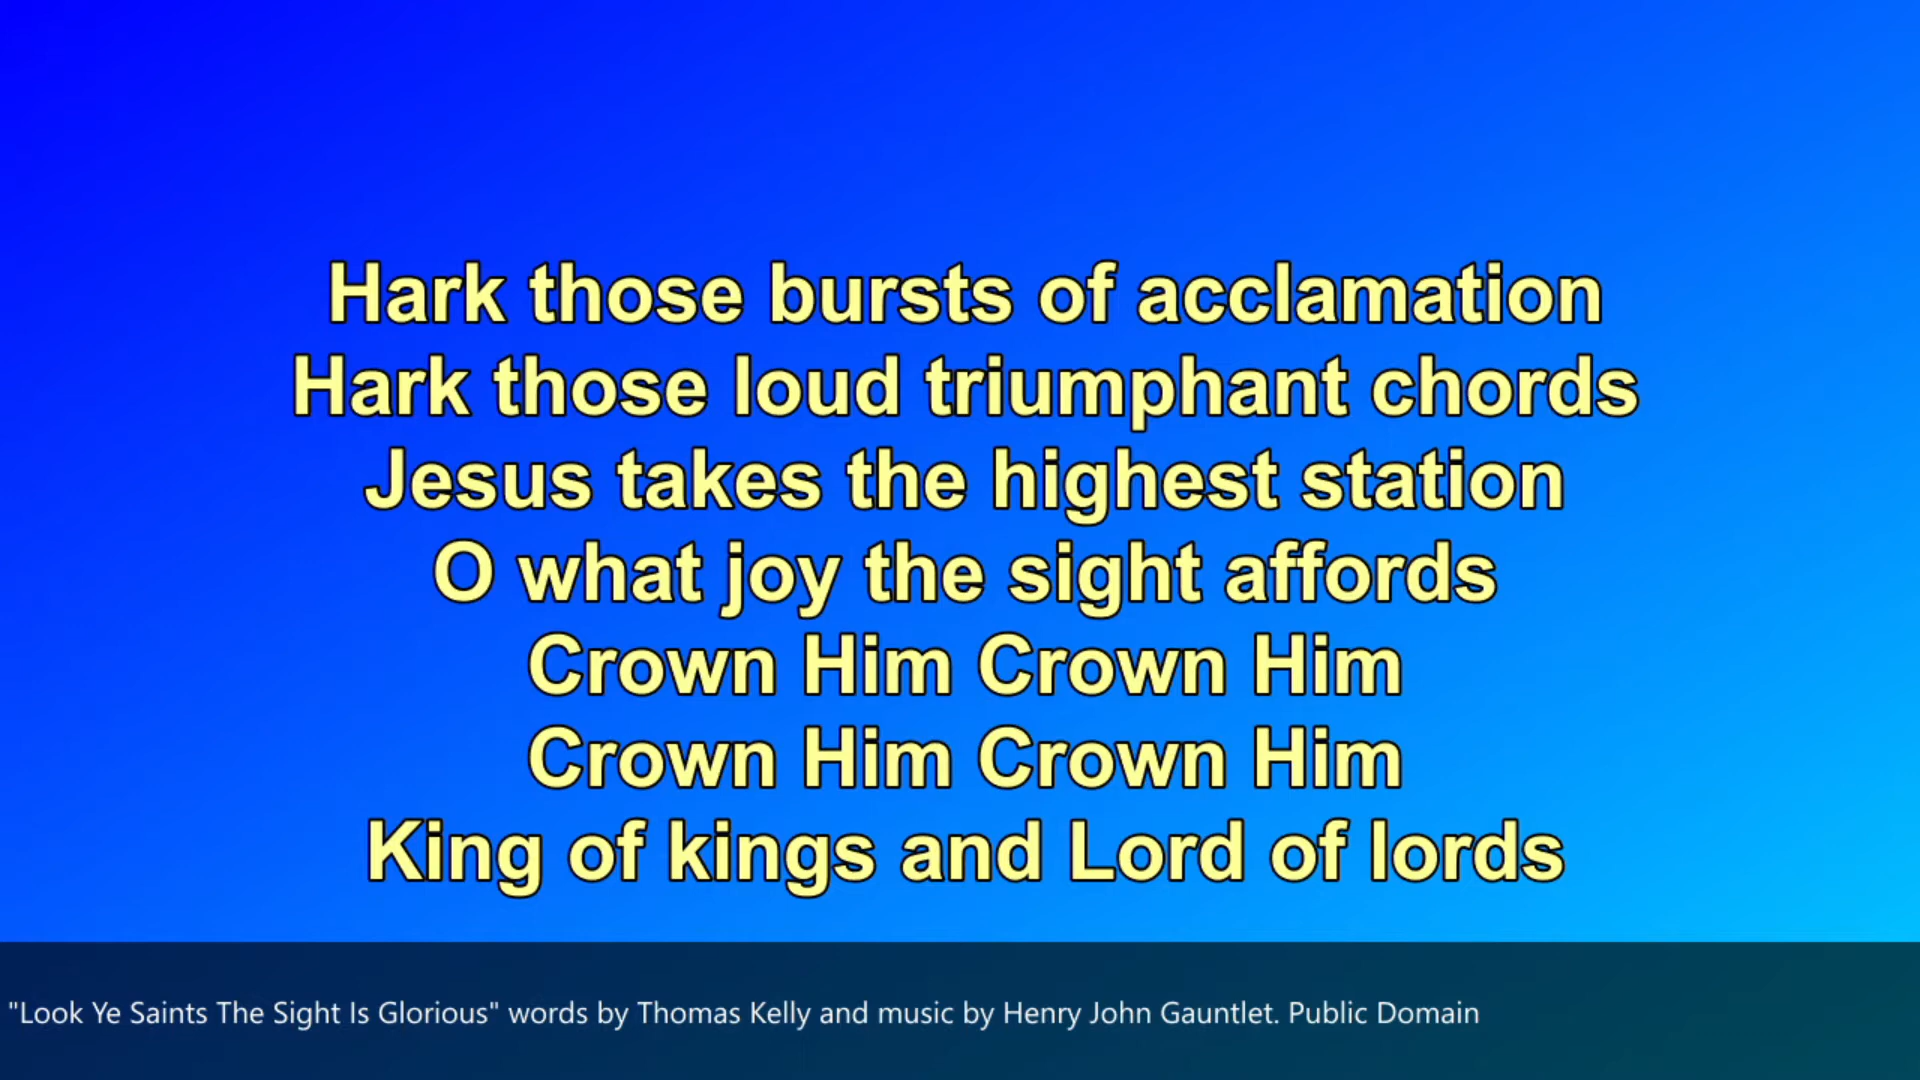 Hark those bursts of acclamation
Hark those loud triumphant chords
Jesus takes the highest station
O what joy the sight affords
Crown Him Crown Him
Crown Him Crown Him
King of kings and Lord of lords
"Look Ye Saints The Sight Is Glorious" words by Thomas Kelly and music by Henry John Gauntlet. Public Domain